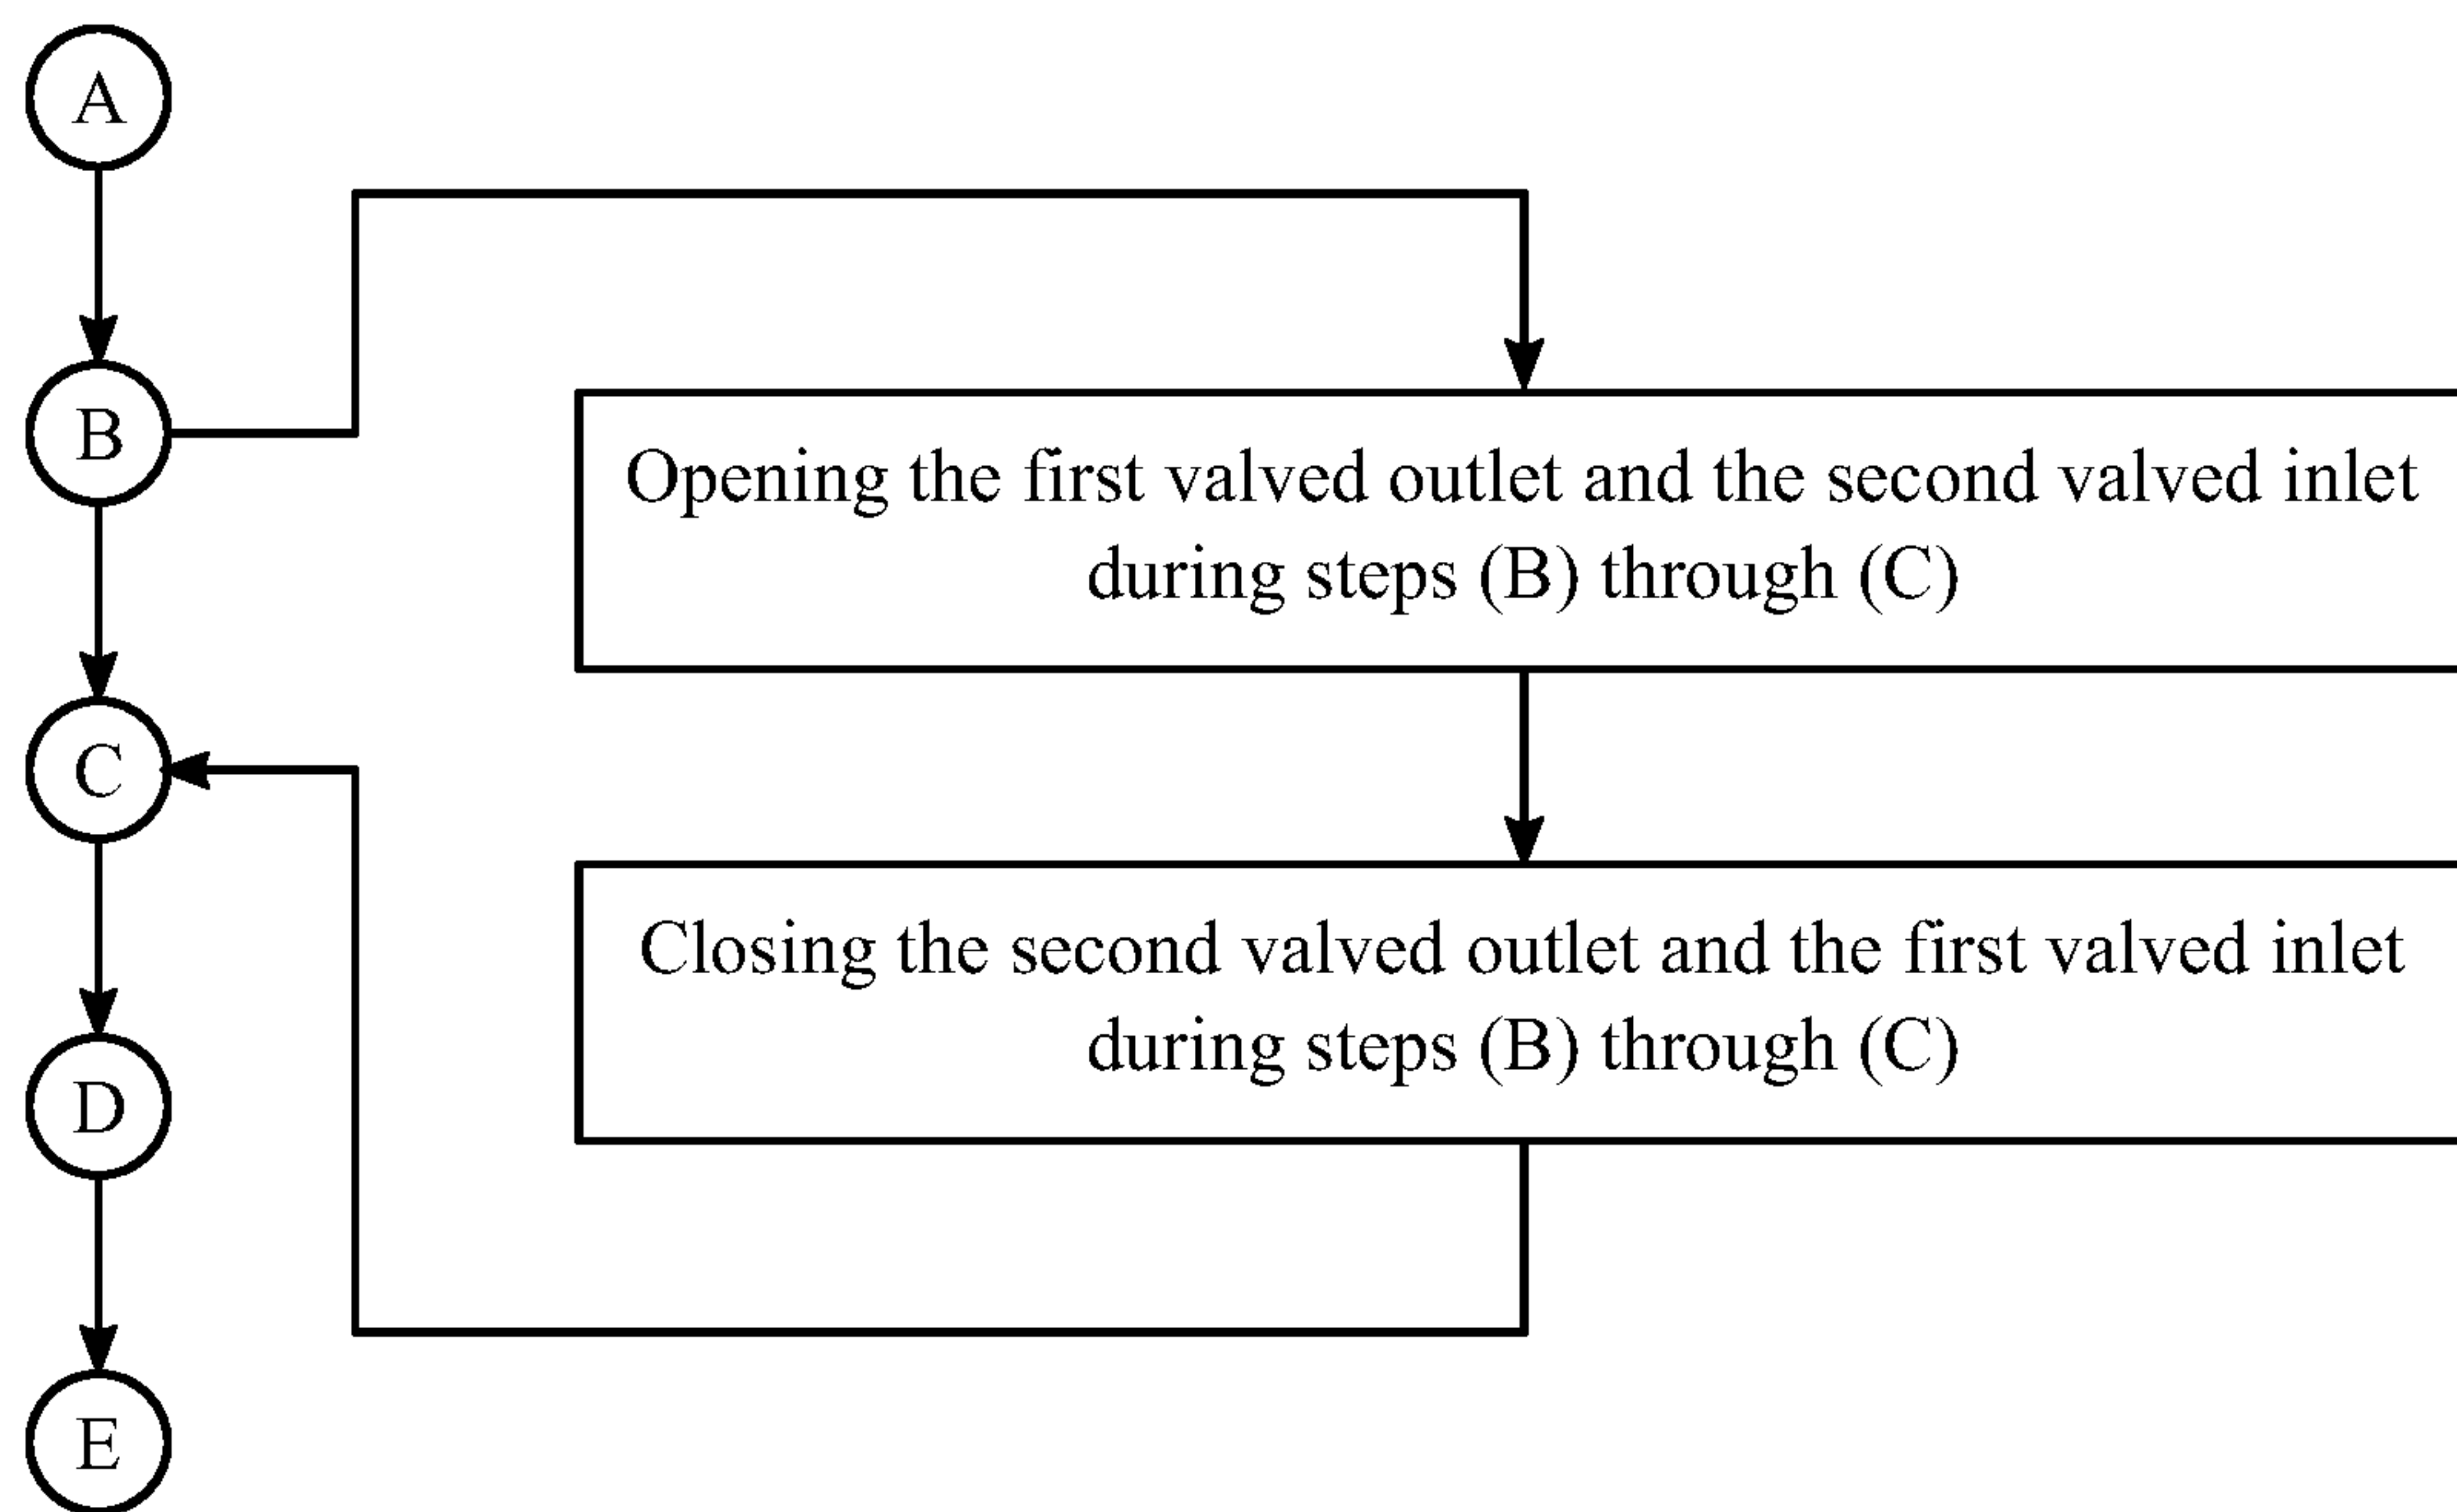 A
B
Opening the first valved outlet and the second valved inlet
during steps (B) through (C)
C
Closing the second valved outlet and the first valved inlet
during steps (B) through (C)
D
E